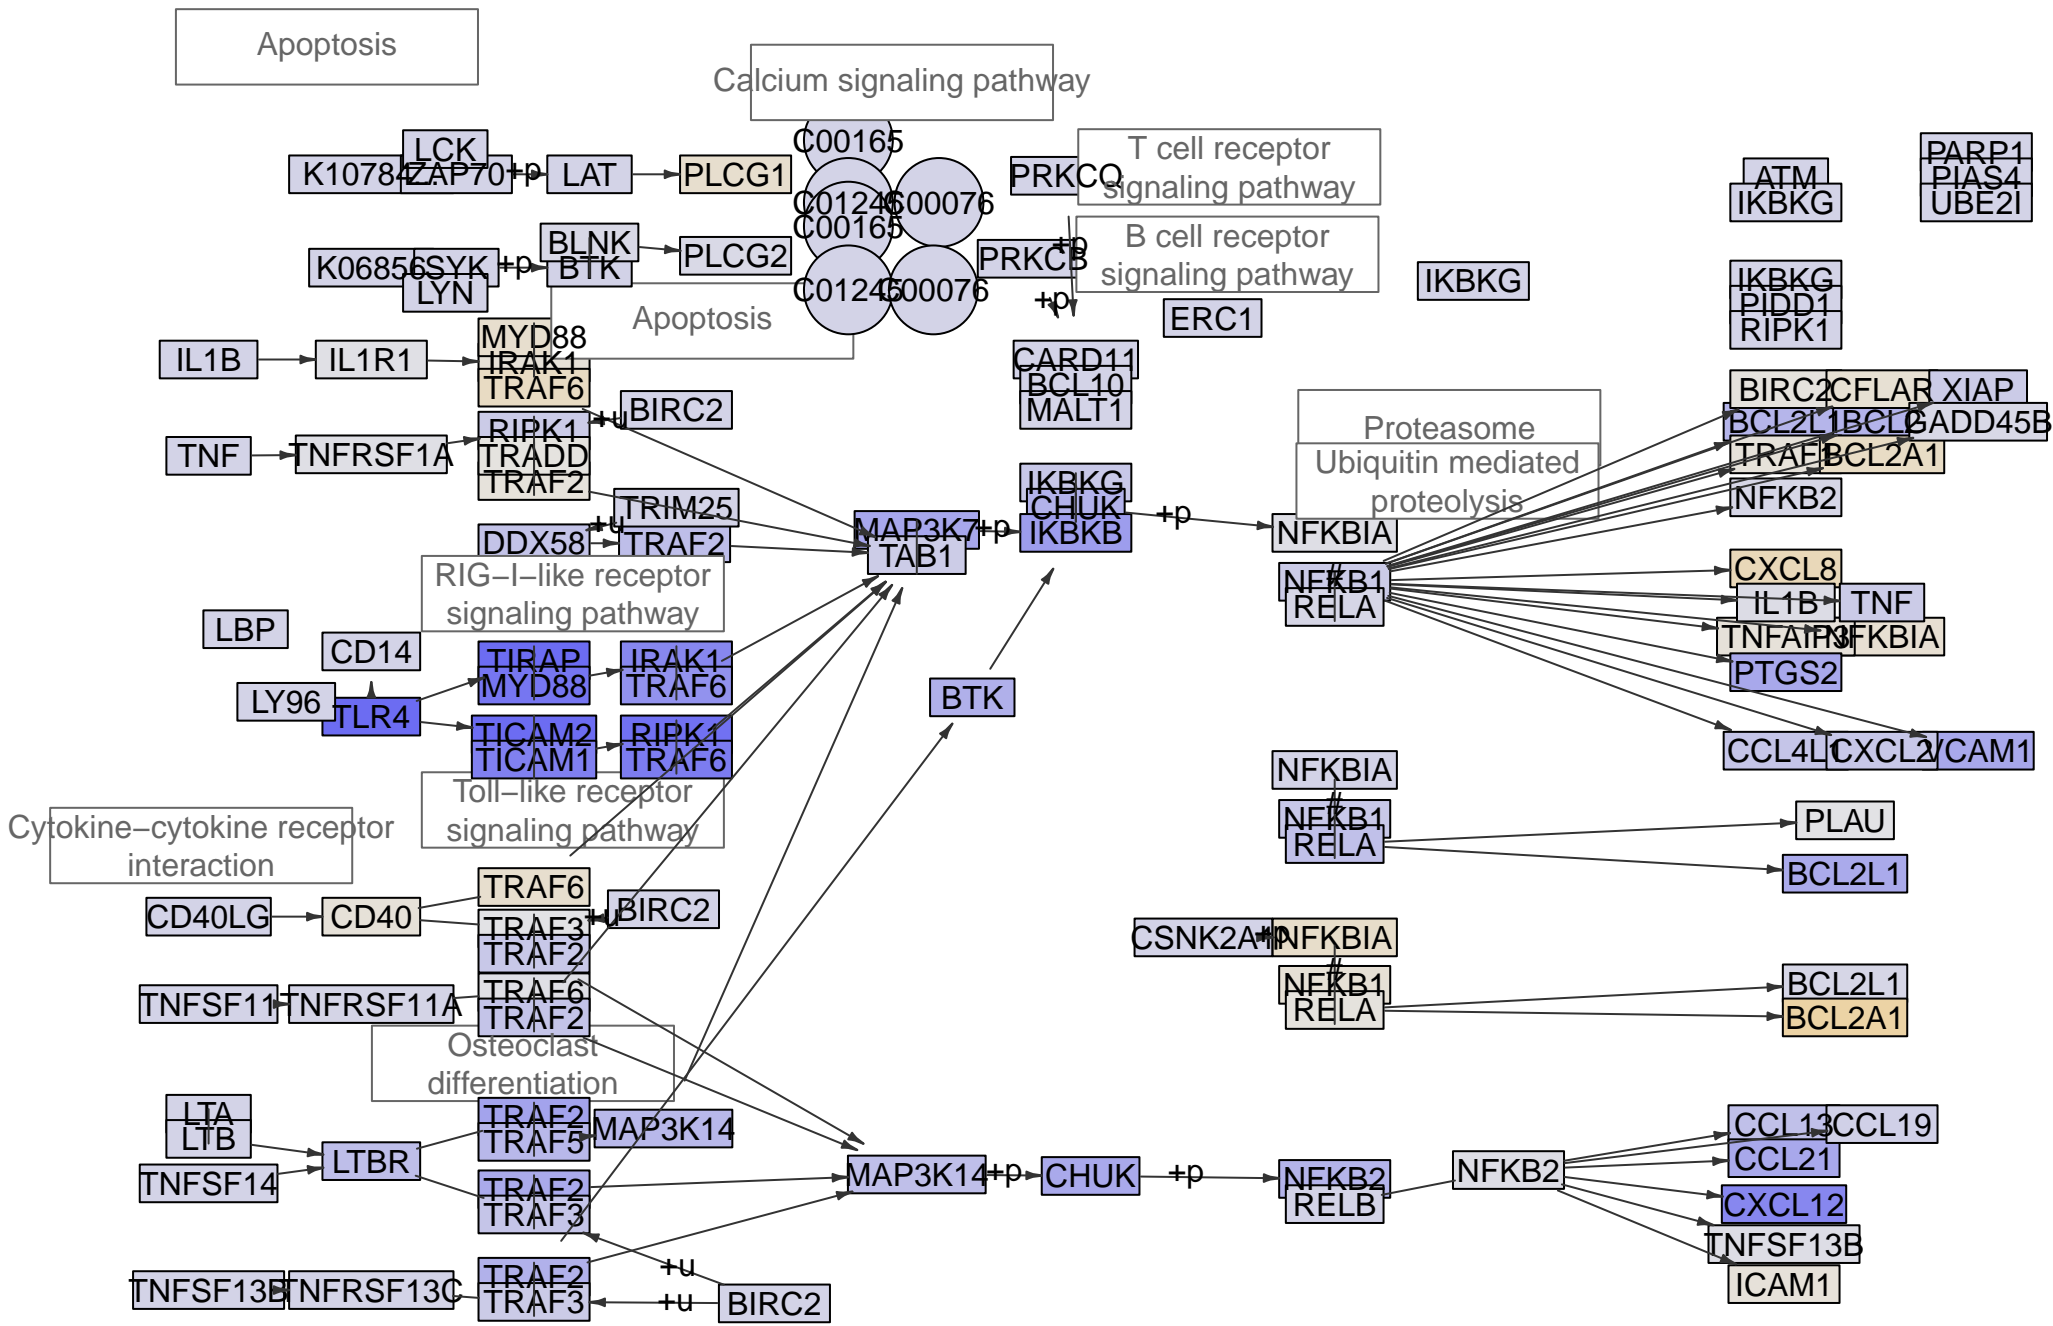 Apoptosis
Calcium signaling pathway
LCK
K10784
ZAP70
+p
LAT
PLCG1
C00165
C01246
C00076
C00165
C01246
C00076
PRKCQ
T cell receptor
signaling pathway
PRKCB
+p
B cell receptor
signaling pathway
+p
ERC1
IKBKG
ATM
IKBKG
PARP1
PIAS4
UBE2I
IKBKG
PIDD1
RIPK1
K06856
SYK
LYN
+p
BLNK
BTK
PLCG2
Apoptosis
IL1B
IL1R1
MYD88
IRAK1
TRAF6
CARD11
BCL10
MALT1
TNF
TNFRSF1A
RIPK1
TRADD
TRAF2
+u
BIRC2
Proteasome
Ubiquitin mediated
proteolysis
BIRC2
CFLAR
XIAP
BCL2L1
BCL2
GADD45B
TRAF1
BCL2A1
NFKB2
DDX58
+u
TRIM25
TRAF2
RIG−I−like receptor
signaling pathway
MAP3K7
TAB1
+p
IKBKG
CHUK
IKBKB
+p
NFKBIA
NFKB1
RELA
CXCL8
IL1B
TNF
TNFAIP3
NFKBIA
PTGS2
CCL4L1
CXCL2
VCAM1
LBP
CD14
LY96
TLR4
TIRAP
MYD88
IRAK1
TRAF6
TICAM2
TICAM1
RIPK1
TRAF6
Toll−like receptor
signaling pathway
BTK
NFKBIA
NFKB1
RELA
PLAU
BCL2L1
Cytokine−cytokine receptor
interaction
CD40LG
CD40
TRAF6
TRAF3
TRAF2
+u
BIRC2
CSNK2A1
+p
NFKBIA
NFKB1
RELA
BCL2L1
BCL2A1
TNFSF11
TNFRSF11A
TRAF6
TRAF2
Osteoclast
differentiation
LTA
LTB
TNFSF14
LTBR
TRAF2
TRAF5
MAP3K14
TRAF2
TRAF3
MAP3K14
+p
CHUK
+p
NFKB2
RELB
NFKB2
CCL13
CCL19
CCL21
CXCL12
TNFSF13B
ICAM1
TNFSF13B
TNFRSF13C
TRAF2
TRAF3
+u
+u
BIRC2